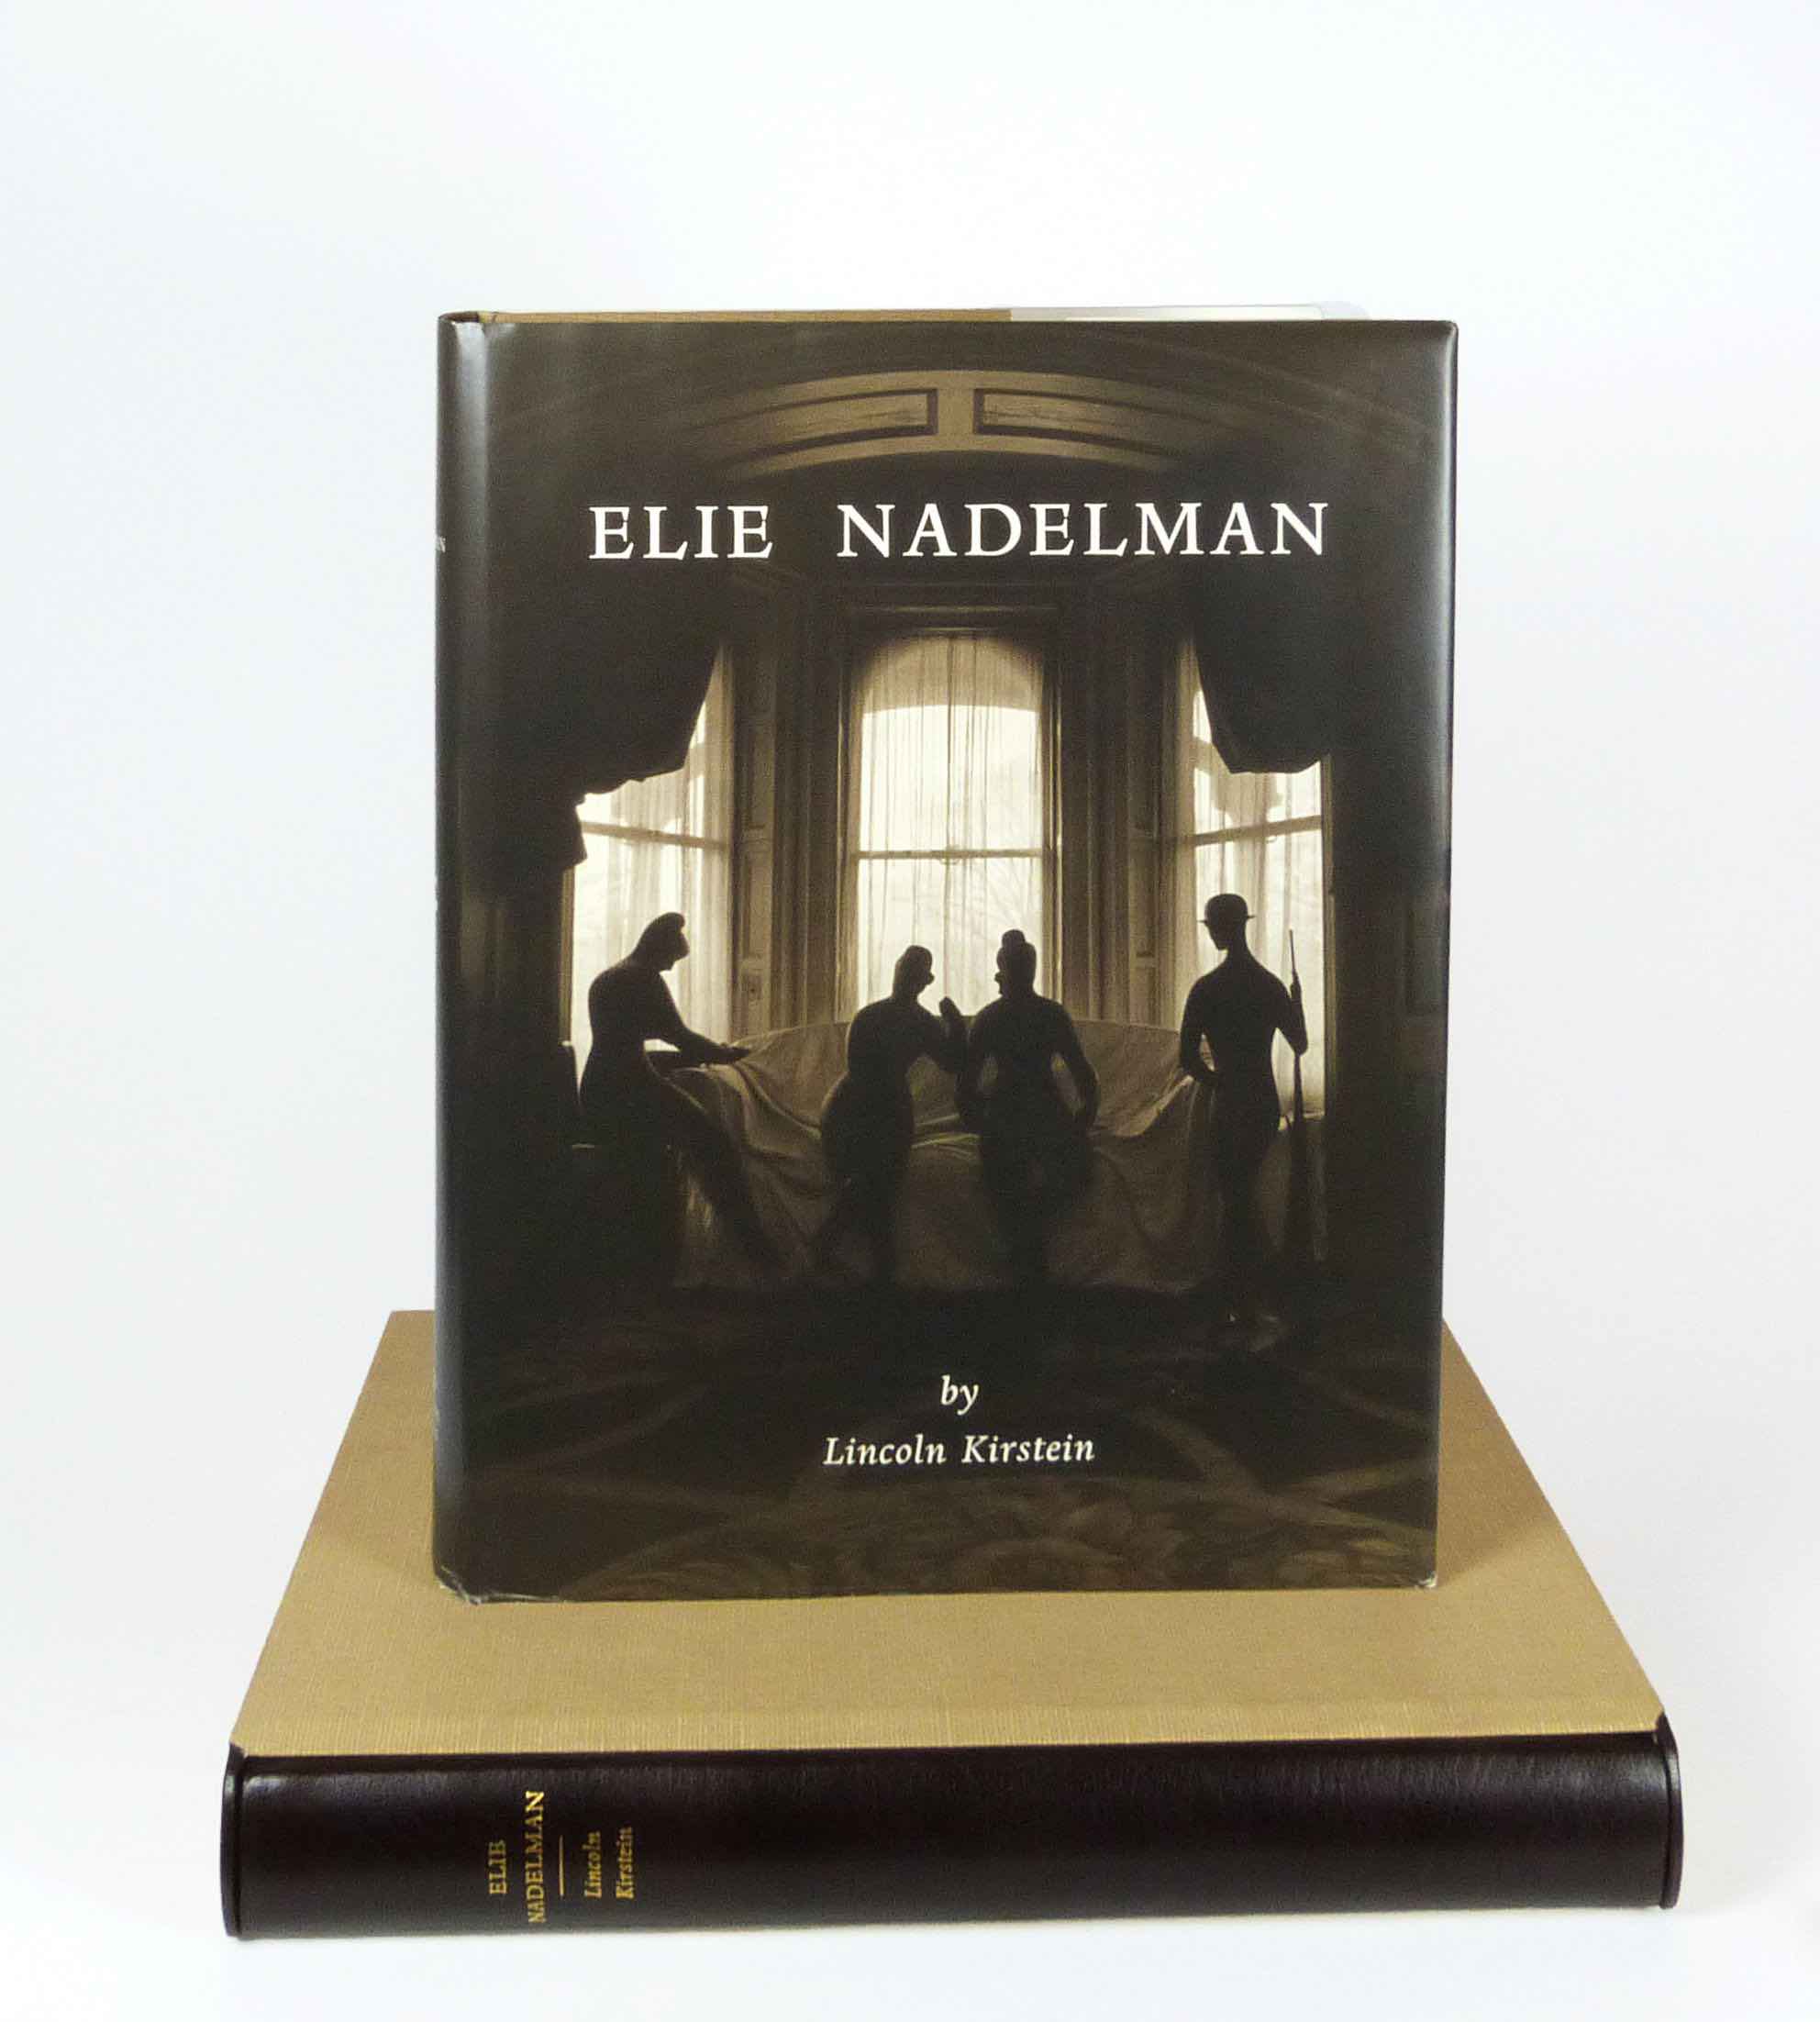 ELIE NADELMAN
by
Lincoln Kirstein
ELIE
NADELMAN
Lincoln
Kirstein